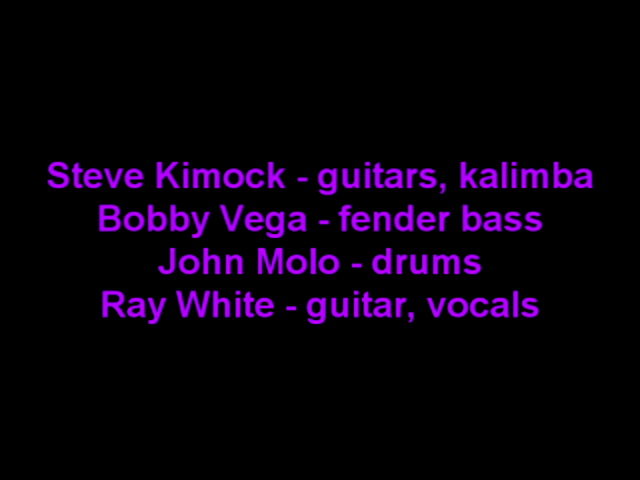 Steve Kimock - guitars, kalimba
Bobby Vega - fender bass
John Molo - drums
Ray White - guitar, vocals